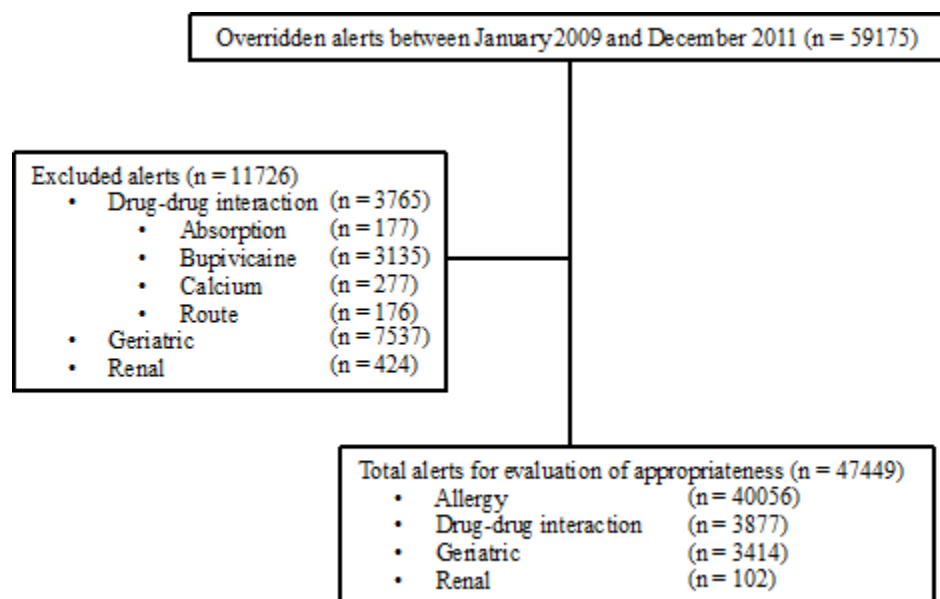 Overridden alerts between January 2009 and December 2011 (n = 59175)
Excluded alerts (n = 11726)
• Drug-drug interaction (n = 3765)
• Absorption (n = 177)
• Bupivicaine (n = 3135)
• Calcium (n = 277)
• Route (n = 176)
• Geriatric (n = 7537)
• Renal (n = 424)
Total alerts for evaluation of appropriateness (n = 47449)
• Allergy (n = 40056)
• Drug-drug interaction (n = 3877)
• Geriatric (n = 3414)
• Renal (n = 102)